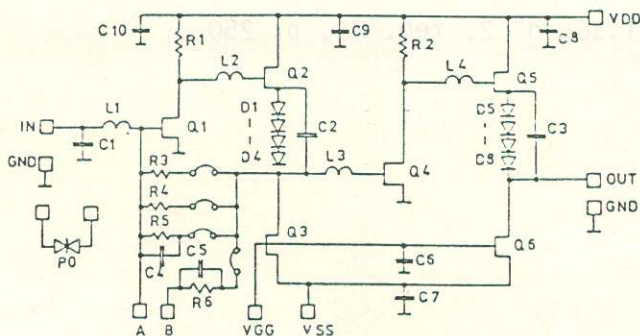 C10
R1
C9
R2
C8
VDD
L2
Q2
L4
Q5
L1
Q1
D1
D5
IN
C1
C2
C3
D4
D8
GND
R3
L3
Q4
OUT
R4
GND
R5
Q3
Q6
PO
C4
C5
C6
R6
C7
A
B
VGG
VSS